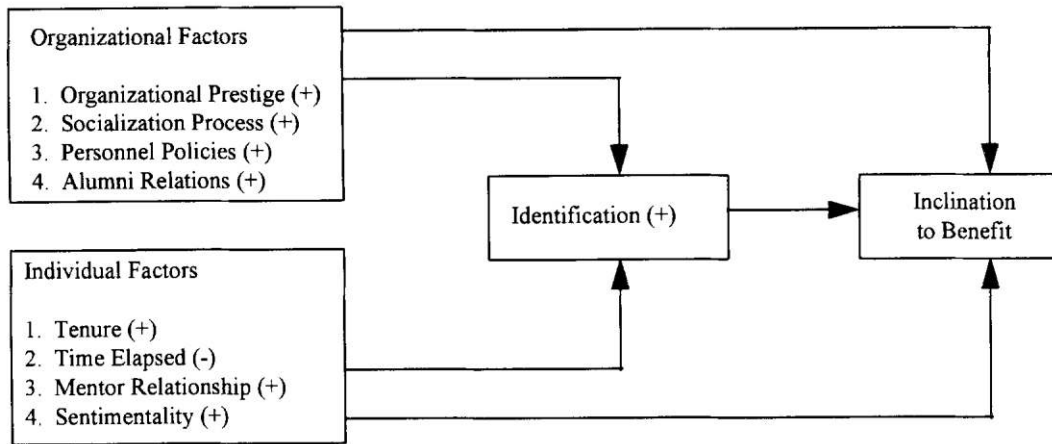 Organizational Factors
1. Organizational Prestige (+)
2. Socialization Process (+)
3. Personnel Policies (+)
4. Alumni Relations (+)
Identification (+)
Inclination
to Benefit
Individual Factors
1. Tenure (+)
2. Time Elapsed (-)
3. Mentor Relationship (+)
4. Sentimentality (+)